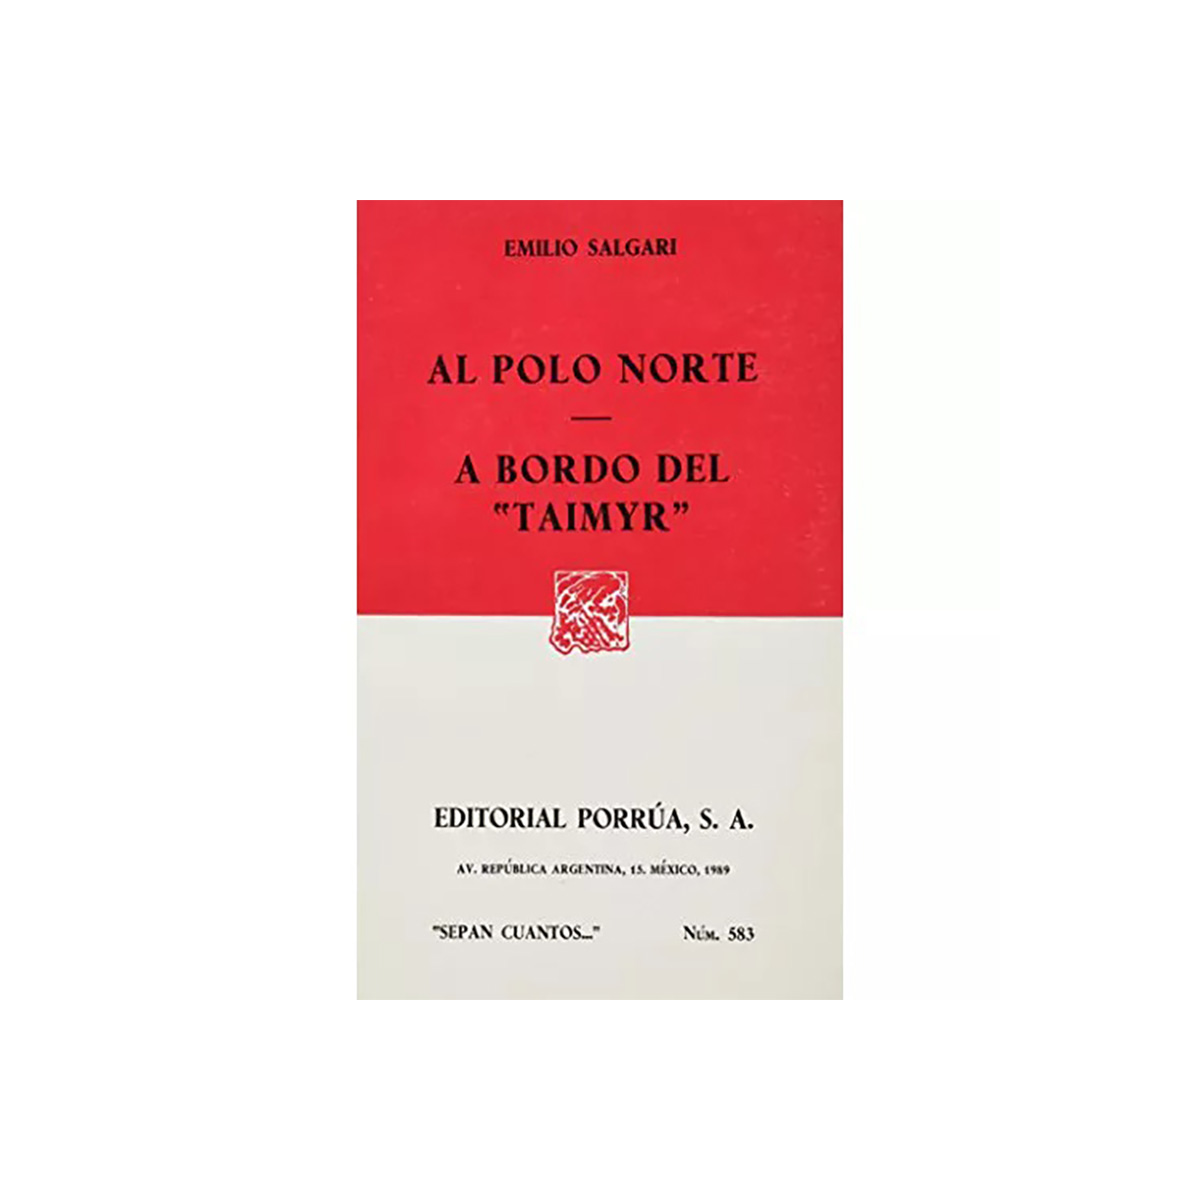 EMILIO SALGARI
AL POLO NORTE
A BORDO DEL
"TAIMYR"
EDITORIAL PORRÚA, S. A.
AV. REPÚBLICA ARGENTINA, 15. MÉXICO, 1989
"SEPAN CUANTOS..." NÚM. 583